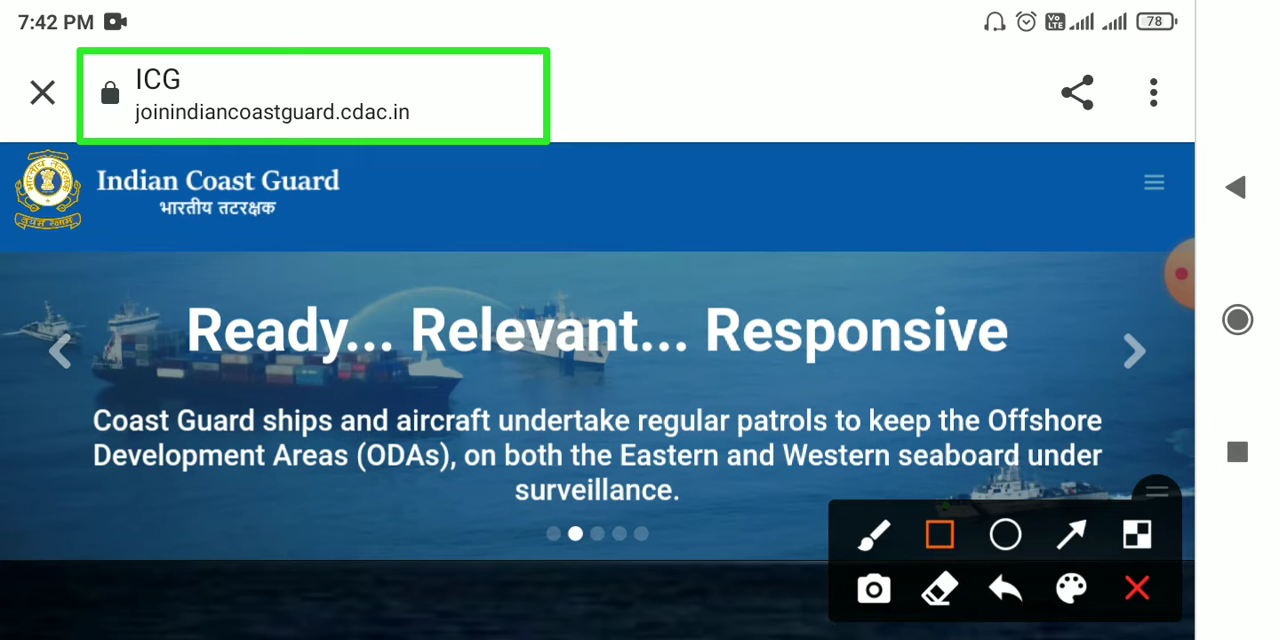 7:42 PM
Vo LTE
78
ICG
joinindiancoastguard.cdac.in
Indian Coast Guard
भारतीय तटरक्षक
Ready... Relevant... Responsive
Coast Guard ships and aircraft undertake regular patrols to keep the Offshore
Development Areas (ODAs), on both the Eastern and Western seaboard under
surveillance.